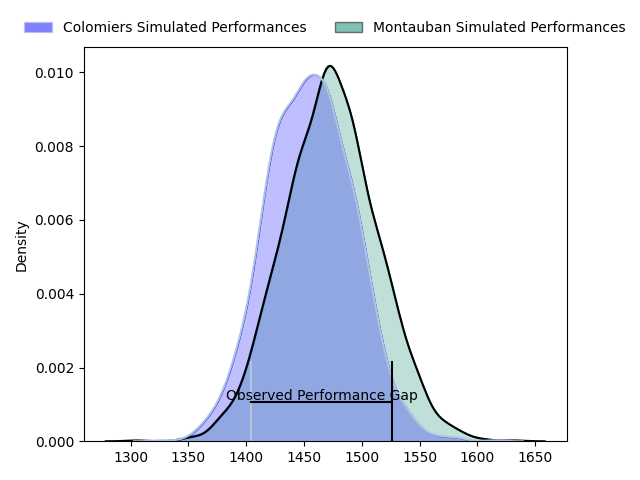 Colomiers Simulated Performances
Montauban Simulated Performances
Density
0.010
0.008
0.006
0.004
0.002
0.000
Observed Performance Gap
1300 1350 1400 1450 1500 1550 1600 1650